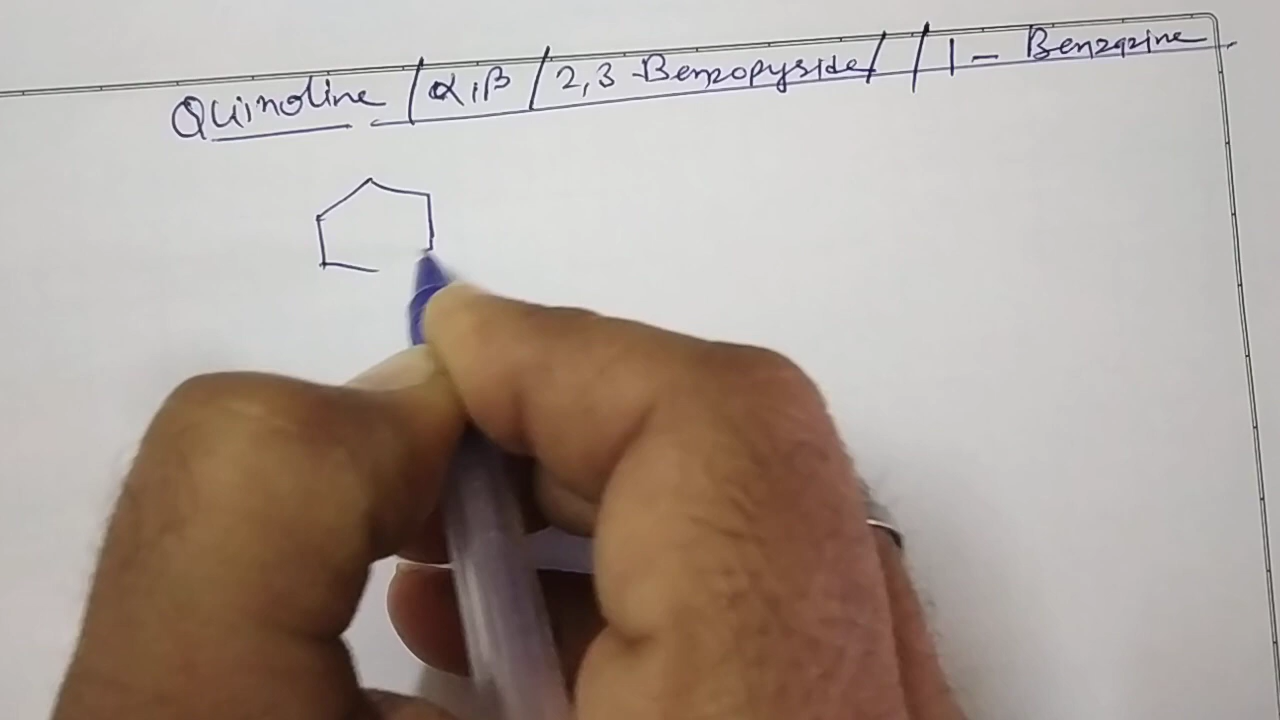 Quinoline / α,β / 2,3-Benzopyside / / 1 - Benzazine